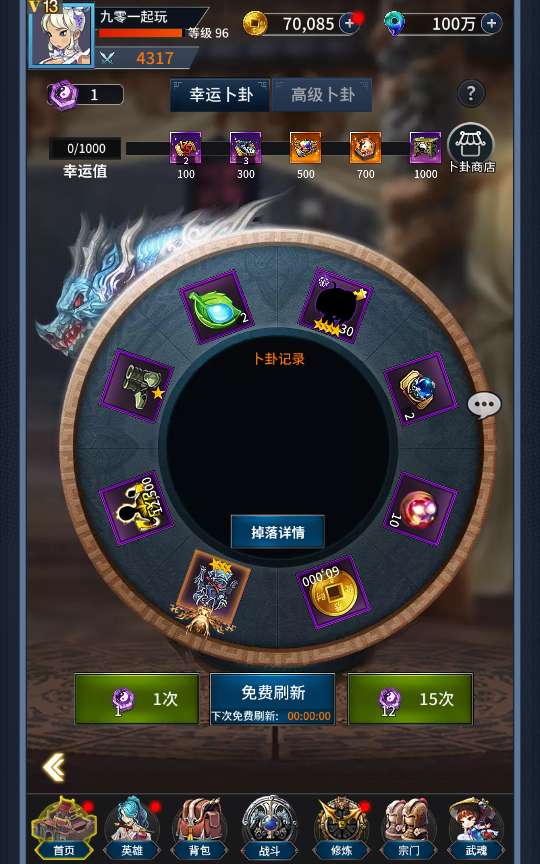 V13
九零一起玩
等级 96
4317
70,085
100万
1
幸运卜卦
高级卜卦
?
0/1000
幸运值
2
3
100
300
500
700
1000
卜卦商店
2
30
卜卦记录
2
12,500
10
掉落详情
60,000
1
1次
免费刷新
下次免费刷新: 00:00:00
12
15次
首页
英雄
背包
战斗
修炼
宗门
武魂